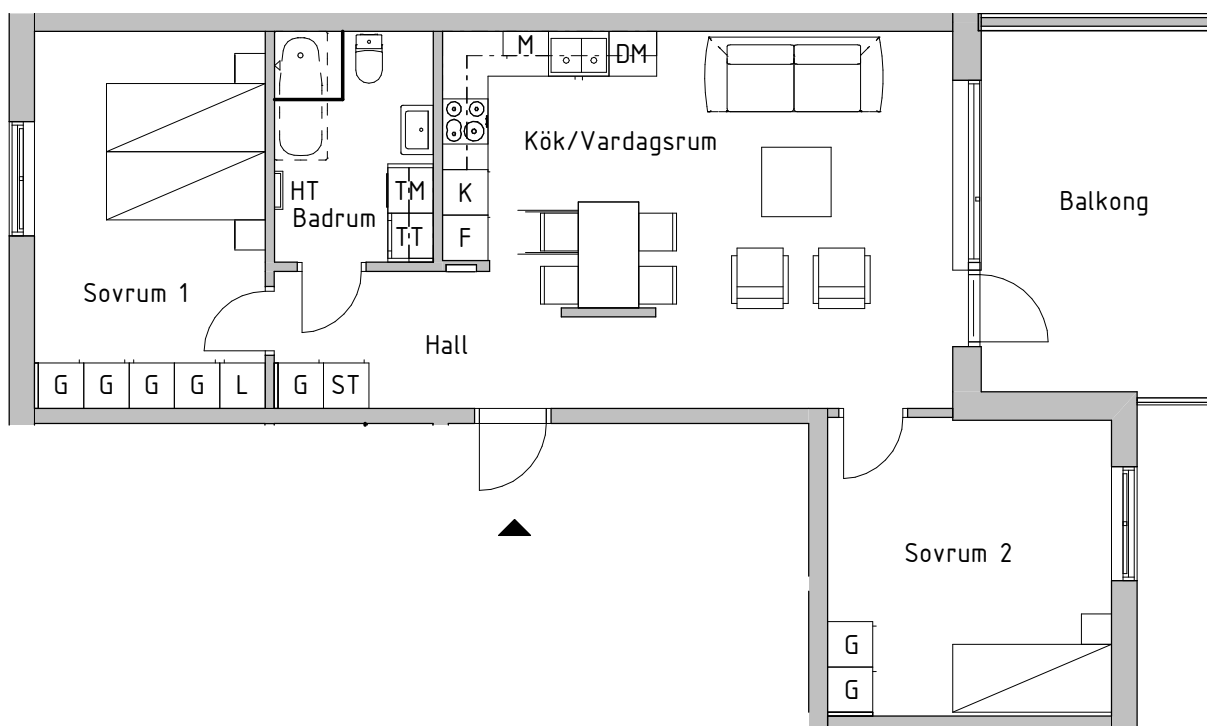 M
DM
Kök/Vardagsrum
HT
TM
K
Badrum
Balkong
TT
F
Sovrum 1
Hall
G
G
G
G
L
G
ST
Sovrum 2
G
G